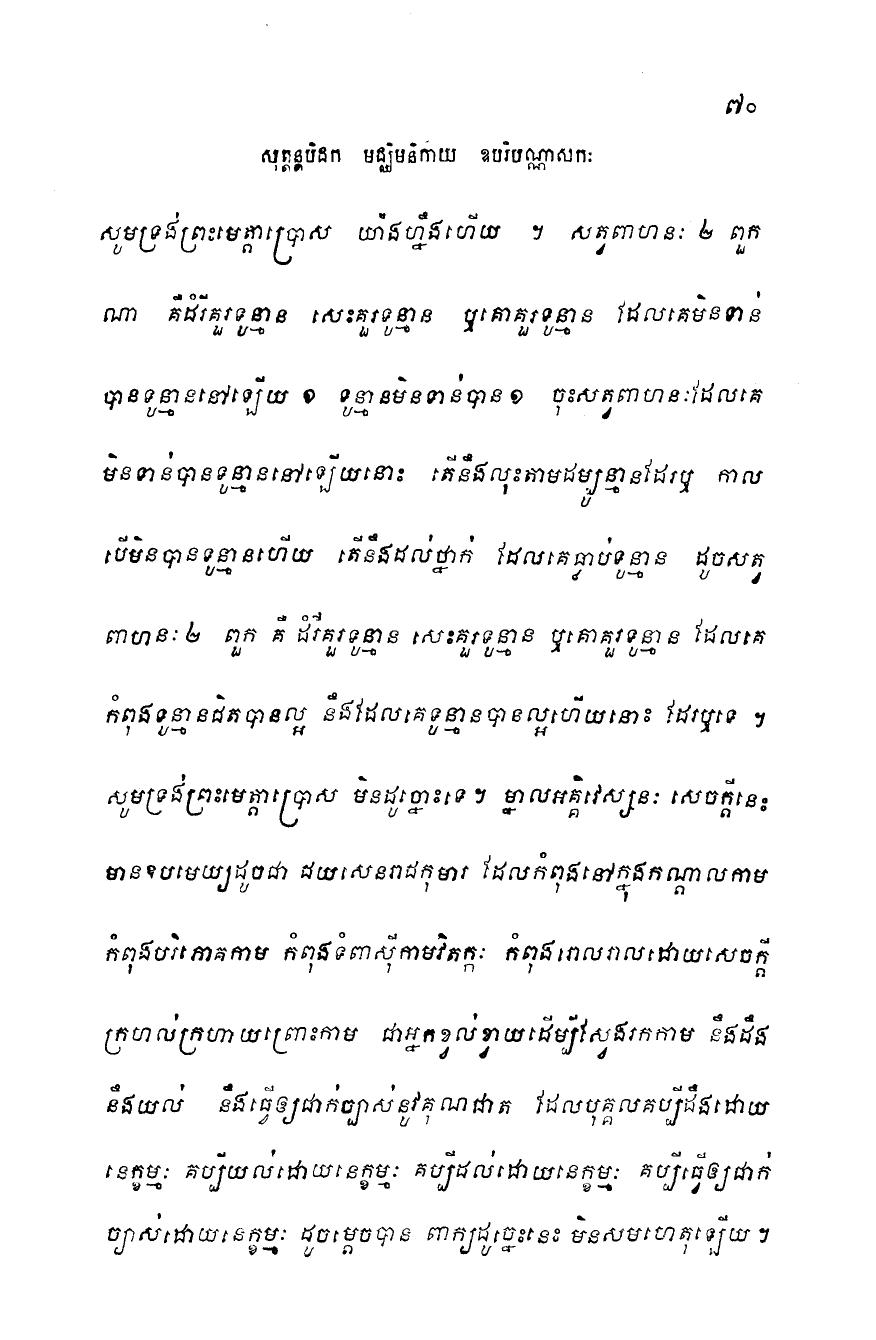 ៧០
សុត្តន្តបិដក មជ្ឈិមនិកាយ ឧបរិបណ្ណាសកៈ
សូមទ្រង់ព្រះមេត្តាប្រោស យ៉ាងហ្នឹងហើយ ។ សត្វពាហនៈ ២ ពួក
ណា គឺដំរីគួរទូន្មាន សេះគួរទូន្មាន ឬគោគួរទូន្មាន ដែលគេមិនទាន់
បានទូន្មាននៅឡើយ ១ ទូន្មានមិនទាន់បាន ១ ចុះសត្វពាហនៈដែលគេ
មិនទាន់បានទូន្មាននៅឡើយនោះ តើនឹងលុះតាមដម្បូន្មានដែរឬ កាល
បើមិនបានទូន្មានហើយ តើនឹងដល់ថ្នាក់ ដែលគេធ្លាប់ទូន្មាន ដូចសត្វ
ពាហនៈ ២ ពួក គឺ ដំរីគួរទូន្មាន សេះគួរទូន្មាន ឬគោគួរទូន្មាន ដែលគេ
កំពុងទូន្មានជិតបានល្អ នឹងដែលគេទូន្មានបានល្អហើយនោះ ដែរឬទេ ។
សូមទ្រង់ព្រះមេត្តាប្រោស មិនដូច្នោះទេ ។ ម្នាលអគ្គិវេស្សនៈ សេចក្តីនេះ
មានឧបមេយ្យដូចជា ជយសេនរាជកុមារ ដែលកំពុងនៅក្នុងកណ្តាលកាម
កំពុងបរិភោគកាម កំពុងទំពាស៊ីកាមវិតក្កៈ កំពុងរោលរាលដោយសេចក្តី
ក្រហល់ក្រហាយព្រោះកាម ជាអ្នកខ្វល់ខ្វាយដើម្បីស្វែងរកកាម នឹងដឹង
នឹងយល់ នឹងធ្វើឲ្យជាក់ច្បាស់នូវគុណជាត ដែលបុគ្គលគប្បីដឹងដោយ
នេក្ខម្មៈ គប្បីយល់ដោយនេក្ខម្មៈ គប្បីដល់ដោយនេក្ខម្មៈ គប្បីធ្វើឲ្យជាក់
ច្បាស់ដោយនេក្ខម្មៈ ដូចម្តេចបាន ពាក្យដូច្នេះនេះ មិនសមហេតុឡើយ ។